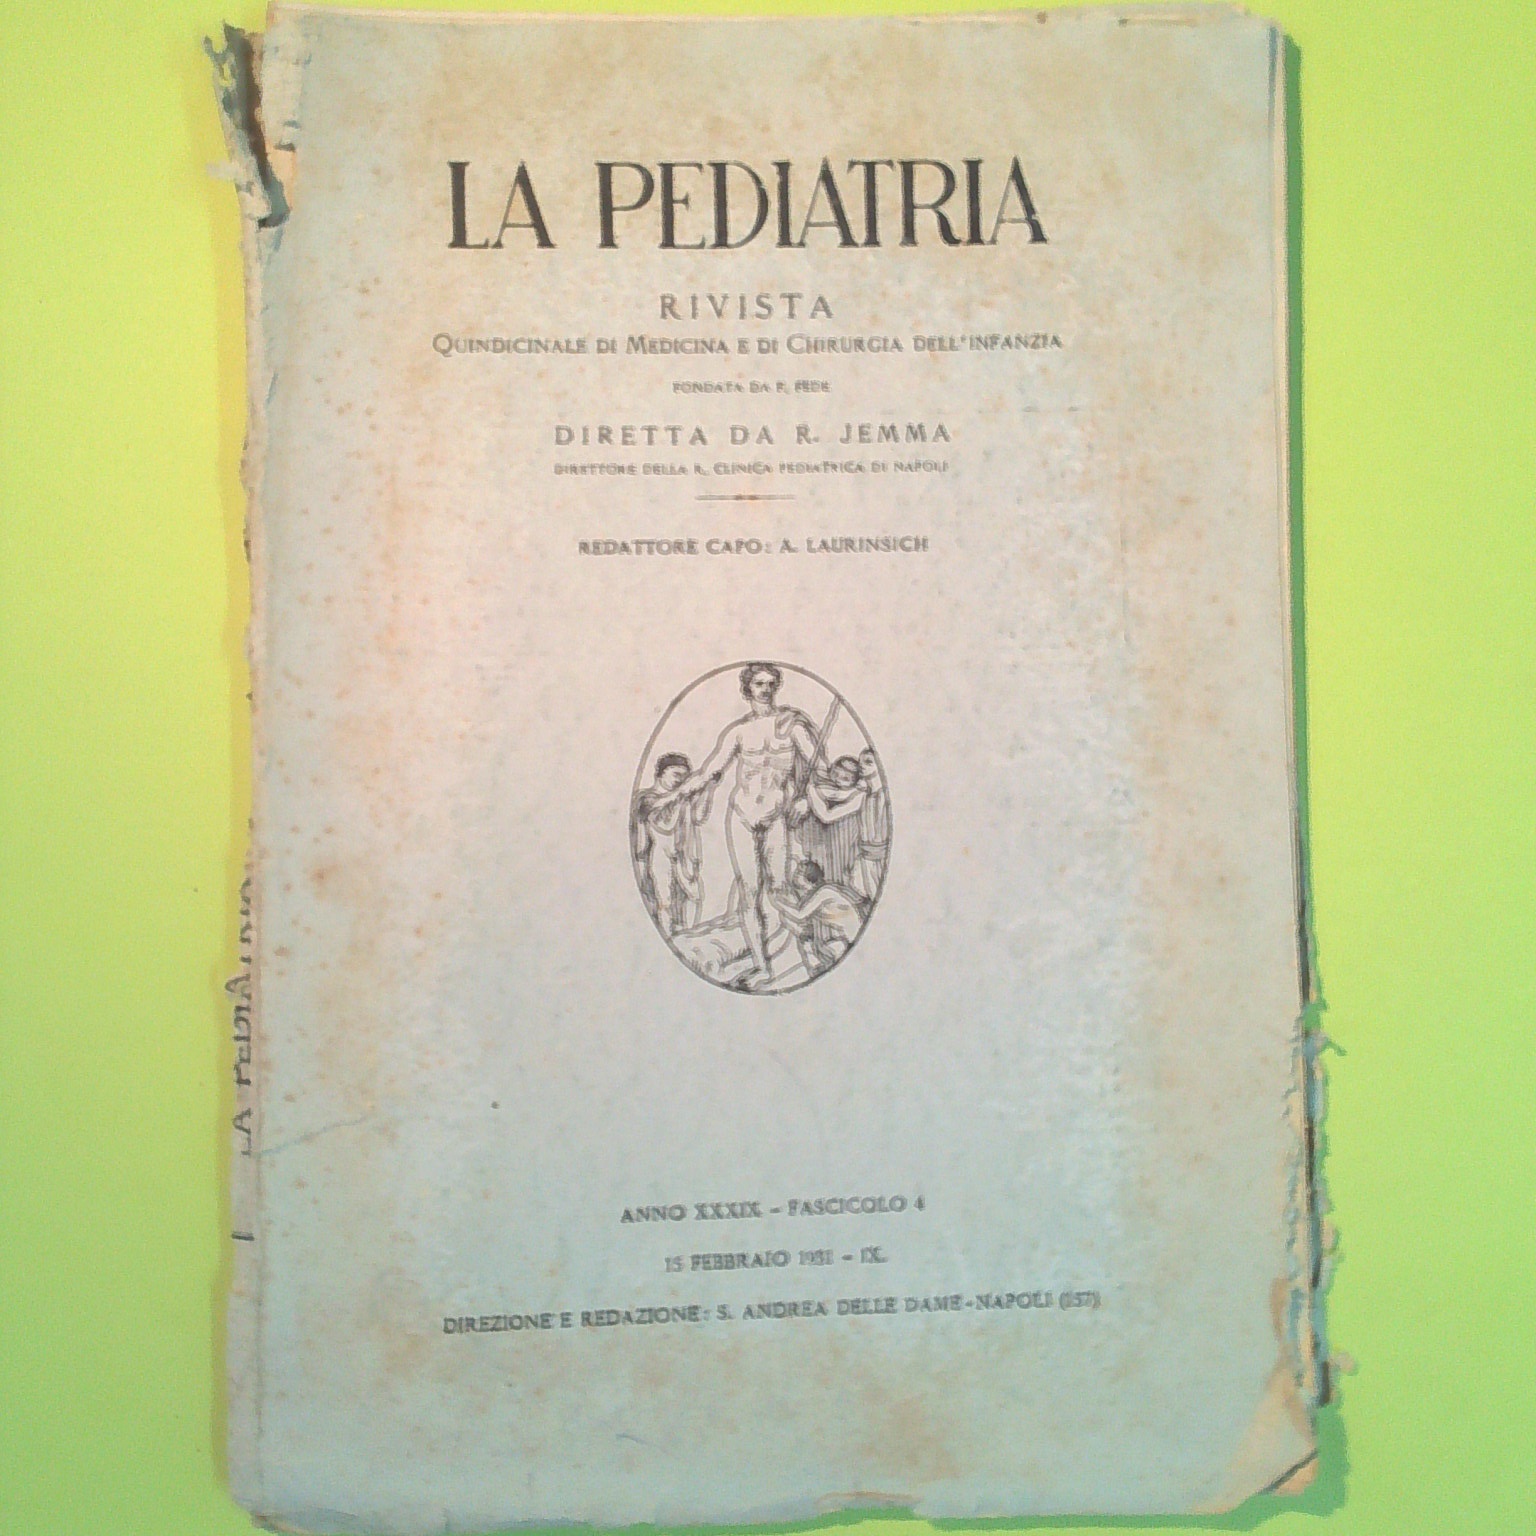 LA PEDIATRIA
RIVISTA
QUINDICINALE DI MEDICINA E DI CHIRURGIA DELL'INFANZIA
FONDATA DA F. FEDE
DIRETTA DA R. JEMMA
DIRETTORE DELLA R. CLINICA PEDIATRICA DI NAPOLI
REDATTORE CAPO: A. LAURINSICH
ANNO XXXIX - FASCICOLO 4
15 FEBBRAIO 1931 - IX.
DIREZIONE E REDAZIONE: S. ANDREA DELLE DAME - NAPOLI (157)
LA PEDIATRIA